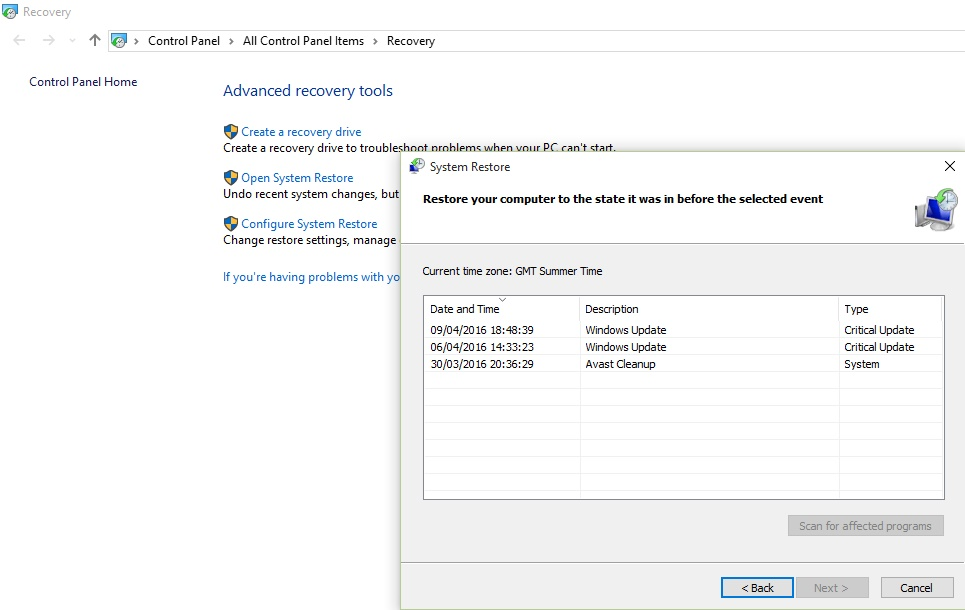 Recovery
Control Panel > All Control Panel Items > Recovery
Control Panel Home
Advanced recovery tools
Create a recovery drive
Create a recovery drive to troubleshoot problems when your PC can't start.
Open System Restore
Undo recent system changes, but
Configure System Restore
Change restore settings, manage
If you're having problems with yo
System Restore
Restore your computer to the state it was in before the selected event
Current time zone: GMT Summer Time
Date and Time Description Type
09/04/2016 18:48:39 Windows Update Critical Update
06/04/2016 14:33:23 Windows Update Critical Update
30/03/2016 20:36:29 Avast Cleanup System
Scan for affected programs
< Back Next > Cancel